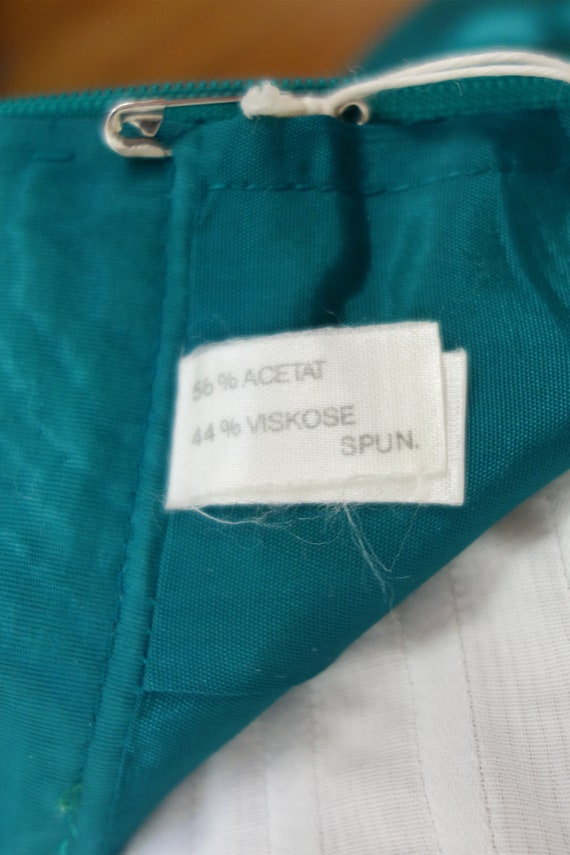 56% ACETAT
44% VISKOSE
SPUN.